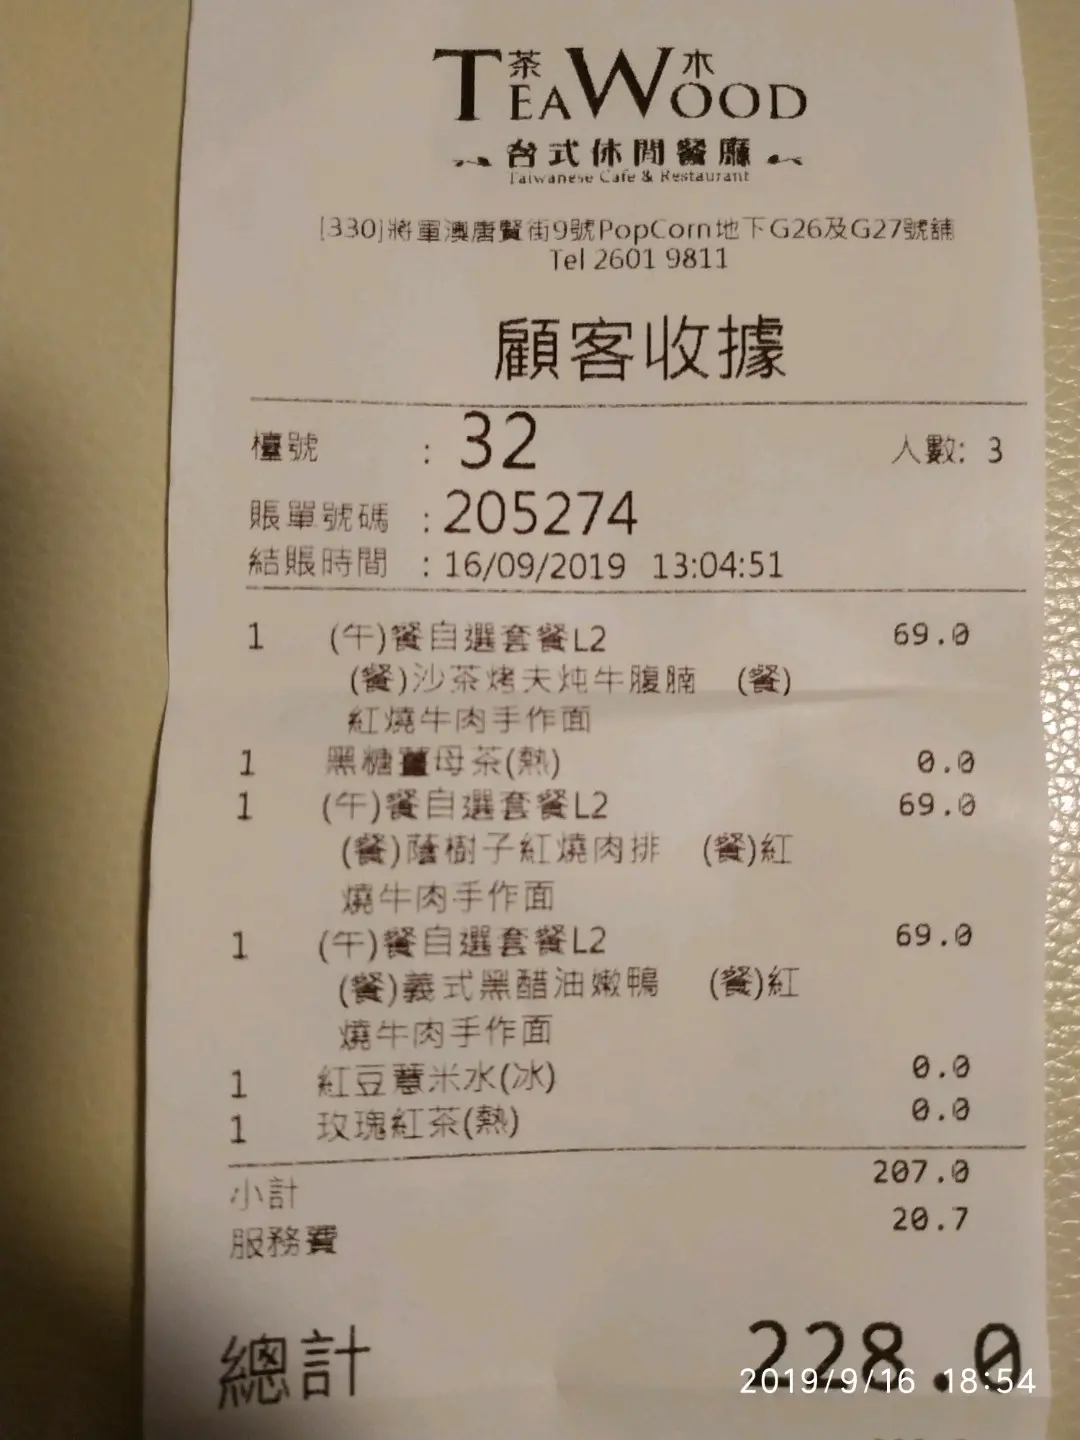 茶 木
TEA WOOD
台式休閒餐廳
Taiwanese Cafe & Restaurant
[330]將軍澳唐賢街9號PopCorn地下G26及G27號舖
Tel 2601 9811
顧客收據
檯號 : 32 人數: 3
賬單號碼 : 205274
結賬時間 : 16/09/2019 13:04:51
1 (午)餐自選套餐L2 69.0
(餐)沙茶烤夫炖牛腹腩 (餐)
紅燒牛肉手作面
1 黑糖薑母茶(熱) 0.0
1 (午)餐自選套餐L2 69.0
(餐)蔭樹子紅燒肉排 (餐)紅
燒牛肉手作面
1 (午)餐自選套餐L2 69.0
(餐)義式黑醋油嫩鴨 (餐)紅
燒牛肉手作面
1 紅豆薏米水(冰) 0.0
1 玫瑰紅茶(熱) 0.0
小計 207.0
服務費 20.7
總計 228.0
2019/9/16 18:54